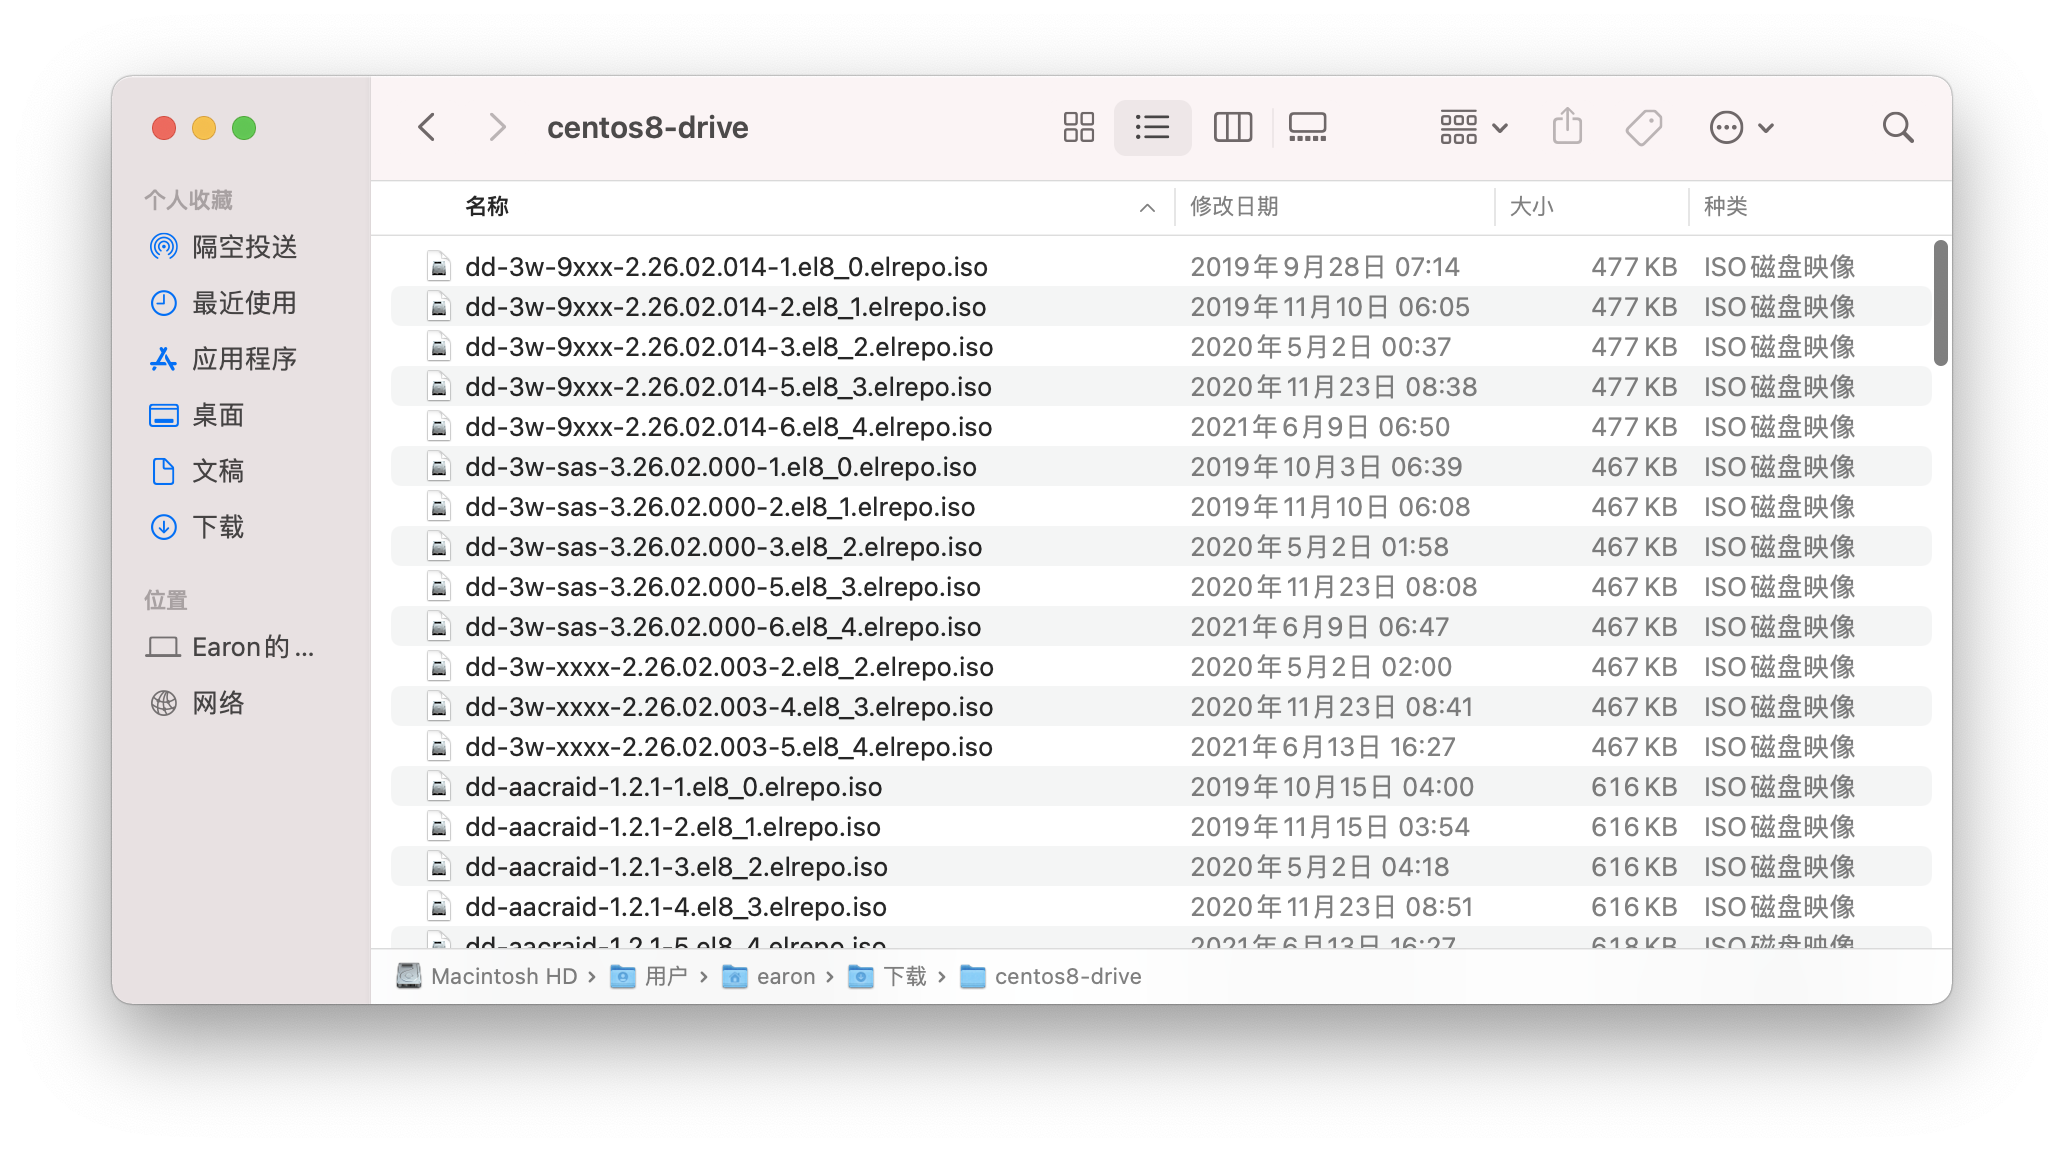 centos8-drive
个人收藏
隔空投送
最近使用
应用程序
桌面
文稿
下载
位置
Earon的...
网络
名称 修改日期 大小 种类
dd-3w-9xxx-2.26.02.014-1.el8_0.elrepo.iso 2019年9月28日 07:14 477 KB ISO磁盘映像
dd-3w-9xxx-2.26.02.014-2.el8_1.elrepo.iso 2019年11月10日 06:05 477 KB ISO磁盘映像
dd-3w-9xxx-2.26.02.014-3.el8_2.elrepo.iso 2020年5月2日 00:37 477 KB ISO磁盘映像
dd-3w-9xxx-2.26.02.014-5.el8_3.elrepo.iso 2020年11月23日 08:38 477 KB ISO磁盘映像
dd-3w-9xxx-2.26.02.014-6.el8_4.elrepo.iso 2021年6月9日 06:50 477 KB ISO磁盘映像
dd-3w-sas-3.26.02.000-1.el8_0.elrepo.iso 2019年10月3日 06:39 467 KB ISO磁盘映像
dd-3w-sas-3.26.02.000-2.el8_1.elrepo.iso 2019年11月10日 06:08 467 KB ISO磁盘映像
dd-3w-sas-3.26.02.000-3.el8_2.elrepo.iso 2020年5月2日 01:58 467 KB ISO磁盘映像
dd-3w-sas-3.26.02.000-5.el8_3.elrepo.iso 2020年11月23日 08:08 467 KB ISO磁盘映像
dd-3w-sas-3.26.02.000-6.el8_4.elrepo.iso 2021年6月9日 06:47 467 KB ISO磁盘映像
dd-3w-xxxx-2.26.02.003-2.el8_2.elrepo.iso 2020年5月2日 02:00 467 KB ISO磁盘映像
dd-3w-xxxx-2.26.02.003-4.el8_3.elrepo.iso 2020年11月23日 08:41 467 KB ISO磁盘映像
dd-3w-xxxx-2.26.02.003-5.el8_4.elrepo.iso 2021年6月13日 16:27 467 KB ISO磁盘映像
dd-aacraid-1.2.1-1.el8_0.elrepo.iso 2019年10月15日 04:00 616 KB ISO磁盘映像
dd-aacraid-1.2.1-2.el8_1.elrepo.iso 2019年11月15日 03:54 616 KB ISO磁盘映像
dd-aacraid-1.2.1-3.el8_2.elrepo.iso 2020年5月2日 04:18 616 KB ISO磁盘映像
dd-aacraid-1.2.1-4.el8_3.elrepo.iso 2020年11月23日 08:51 616 KB ISO磁盘映像
dd-aacraid-1.2.1-5.el8_4.elrepo.iso 2021年6月13日 16:27 618 KB ISO磁盘映像
Macintosh HD › 用户 › earon › 下载 › centos8-drive